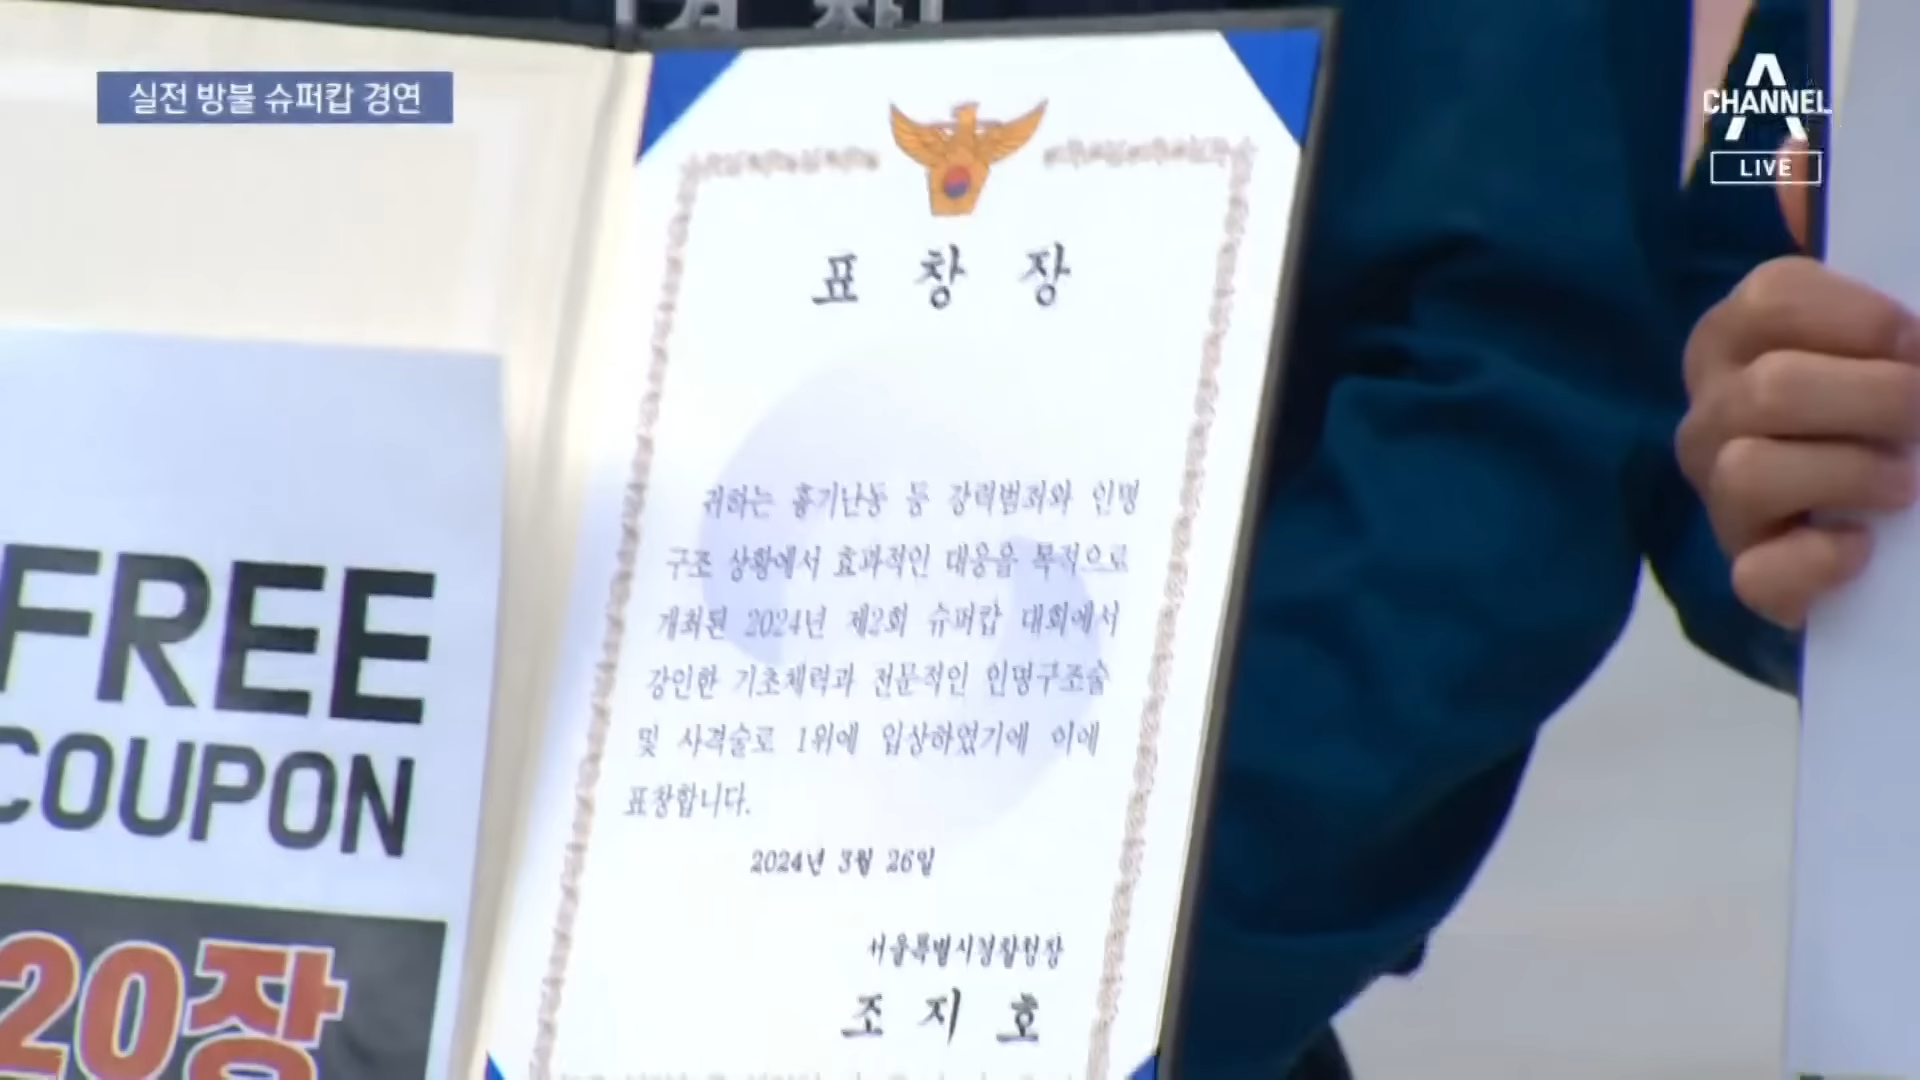 경찰
실전 방불 슈퍼캅 경연
CHANNEL A
LIVE
표 창 장
귀하는 흉기난동 등 강력범죄와 인명
구조 상황에서 효과적인 대응을 목적으로
개최된 2024년 제2회 슈퍼캅 대회에서
강인한 기초체력과 전문적인 인명구조술
및 사격술로 1위에 입상하였기에 이에
표창합니다.
2024년 3월 26일
서울특별시경찰청장
조 지 호
FREE
COUPON
20장